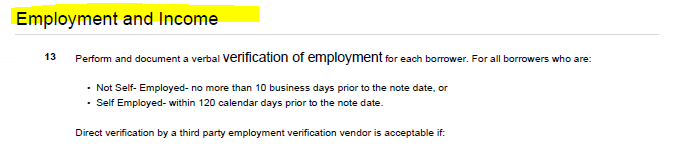 Employment and Income
13 Perform and document a verbal verification of employment for each borrower. For all borrowers who are:
• Not Self- Employed- no more than 10 business days prior to the note date, or
• Self Employed- within 120 calendar days prior to the note date.
Direct verification by a third party employment verification vendor is acceptable if: